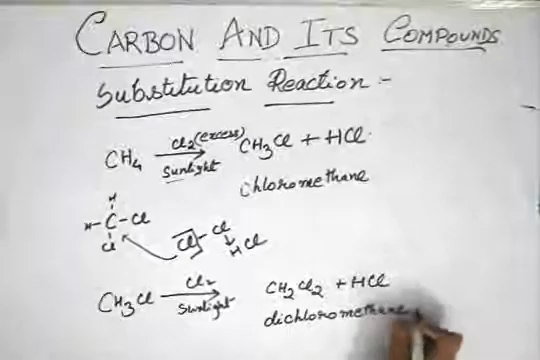 CARBON AND ITS COMPOUNDS
Substitution Reaction :-
CH4 Cl2 (excess) Sunlight → CH3Cl + HCl
Chloromethane
H
H-C-Cl
Cl
Cl-Cl
HCl
CH3Cl Cl2 Sunlight → CH2Cl2 + HCl
dichloromethane